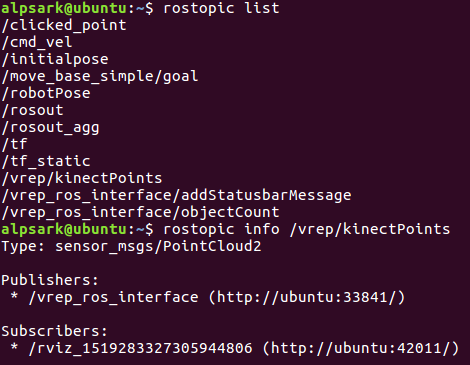 alpsark@ubuntu:~$ rostopic list
/clicked_point
/cmd_vel
/initialpose
/move_base_simple/goal
/robotPose
/rosout
/rosout_agg
/tf
/tf_static
/vrep/kinectPoints
/vrep_ros_interface/addStatusbarMessage
/vrep_ros_interface/objectCount
alpsark@ubuntu:~$ rostopic info /vrep/kinectPoints
Type: sensor_msgs/PointCloud2

Publishers:
 * /vrep_ros_interface (http://ubuntu:33841/)

Subscribers:
 * /rviz_1519283327305944806 (http://ubuntu:42011/)